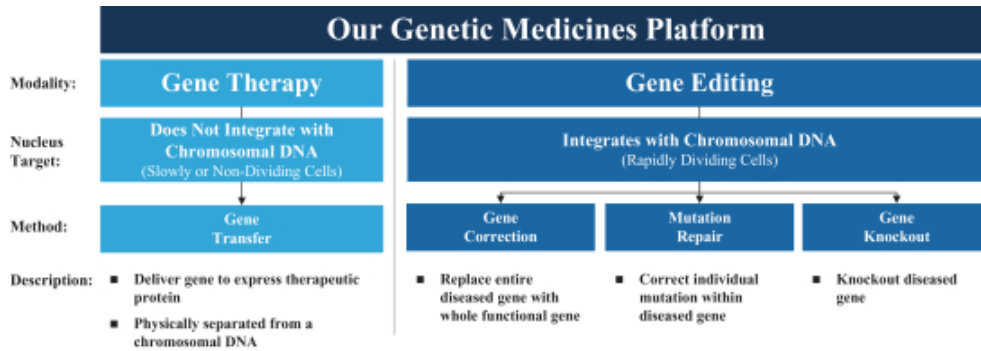 Our Genetic Medicines Platform
Modality:
Gene Therapy
Gene Editing
Nucleus
Target:
Does Not Integrate with
Chromosomal DNA
(Slowly or Non-Dividing Cells)
Integrates with Chromosomal DNA
(Rapidly Dividing Cells)
Method:
Gene
Transfer
Gene
Correction
Mutation
Repair
Gene
Knockout
Description:
■ Deliver gene to express therapeutic
protein
■ Physically separated from a
chromosomal DNA
■ Replace entire
diseased gene with
whole functional gene
■ Correct individual
mutation within
diseased gene
■ Knockout diseased
gene